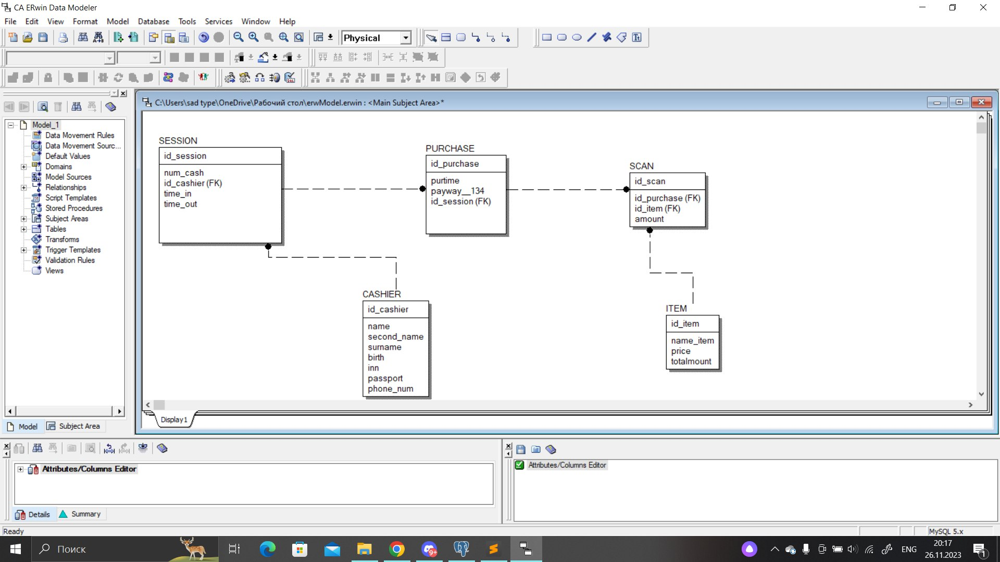 CA ERwin Data Modeler
File Edit View Format Model Database Tools Services Window Help
Physical
C:\Users\sad type\OneDrive\Рабочий стол\erwModel.erwin : <Main Subject Area>*
Model_1
Data Movement Rules
Data Movement Sourc...
Default Values
Domains
Model Sources
Relationships
Script Templates
Stored Procedures
Subject Areas
Tables
Transforms
Trigger Templates
Validation Rules
Views
Model
Subject Area
SESSION
id_session
num_cash
id_cashier (FK)
time_in
time_out
PURCHASE
id_purchase
purtime
payway__134
id_session (FK)
SCAN
id_scan
id_purchase (FK)
id_item (FK)
amount
CASHIER
id_cashier
name
second_name
surname
birth
inn
passport
phone_num
ITEM
id_item
name_item
price
totalmount
Display1
Attributes/Columns Editor
Details
Summary
Attributes/Columns Editor
Ready
MySQL 5.x
Поиск
9+
ENG
20:17
26.11.2023
1